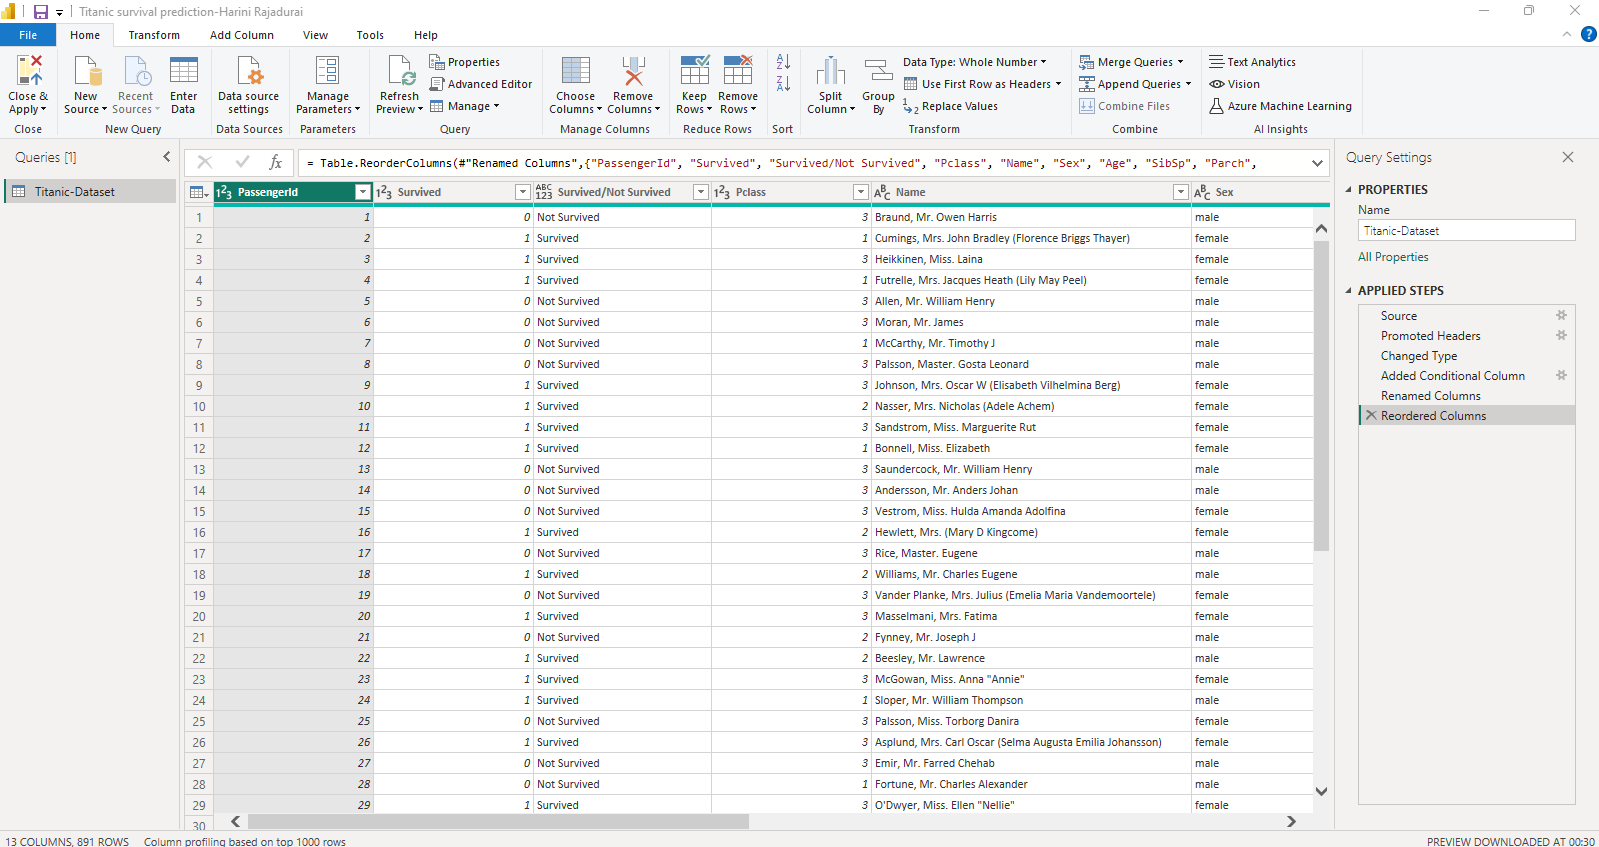 Titanic survival prediction-Harini Rajadurai
File Home Transform Add Column View Tools Help
Close & Apply
Close
New Source
Recent Sources
Enter Data
New Query
Data source settings
Data Sources
Manage Parameters
Parameters
Refresh Preview
Properties
Advanced Editor
Manage
Query
Choose Columns
Remove Columns
Manage Columns
Keep Rows
Remove Rows
Reduce Rows
Sort
Split Column
Group By
Data Type: Whole Number
Use First Row as Headers
Replace Values
Transform
Merge Queries
Append Queries
Combine Files
Combine
Text Analytics
Vision
Azure Machine Learning
AI Insights
Queries [1]
Titanic-Dataset
= Table.ReorderColumns(#"Renamed Columns",{"PassengerId", "Survived", "Survived/Not Survived", "Pclass", "Name", "Sex", "Age", "SibSp", "Parch",
PassengerId Survived Survived/Not Survived Pclass Name Sex
1 1 0 Not Survived 3 Braund, Mr. Owen Harris male
2 2 1 Survived 1 Cumings, Mrs. John Bradley (Florence Briggs Thayer) female
3 3 1 Survived 3 Heikkinen, Miss. Laina female
4 4 1 Survived 1 Futrelle, Mrs. Jacques Heath (Lily May Peel) female
5 5 0 Not Survived 3 Allen, Mr. William Henry male
6 6 0 Not Survived 3 Moran, Mr. James male
7 7 0 Not Survived 1 McCarthy, Mr. Timothy J male
8 8 0 Not Survived 3 Palsson, Master. Gosta Leonard male
9 9 1 Survived 3 Johnson, Mrs. Oscar W (Elisabeth Vilhelmina Berg) female
10 10 1 Survived 2 Nasser, Mrs. Nicholas (Adele Achem) female
11 11 1 Survived 3 Sandstrom, Miss. Marguerite Rut female
12 12 1 Survived 1 Bonnell, Miss. Elizabeth female
13 13 0 Not Survived 3 Saundercock, Mr. William Henry male
14 14 0 Not Survived 3 Andersson, Mr. Anders Johan male
15 15 0 Not Survived 3 Vestrom, Miss. Hulda Amanda Adolfina female
16 16 1 Survived 2 Hewlett, Mrs. (Mary D Kingcome) female
17 17 0 Not Survived 3 Rice, Master. Eugene male
18 18 1 Survived 2 Williams, Mr. Charles Eugene male
19 19 0 Not Survived 3 Vander Planke, Mrs. Julius (Emelia Maria Vandemoortele) female
20 20 1 Survived 3 Masselmani, Mrs. Fatima female
21 21 0 Not Survived 2 Fynney, Mr. Joseph J male
22 22 1 Survived 2 Beesley, Mr. Lawrence male
23 23 1 Survived 3 McGowan, Miss. Anna "Annie" female
24 24 1 Survived 1 Sloper, Mr. William Thompson male
25 25 0 Not Survived 3 Palsson, Miss. Torborg Danira female
26 26 1 Survived 3 Asplund, Mrs. Carl Oscar (Selma Augusta Emilia Johansson) female
27 27 0 Not Survived 3 Emir, Mr. Farred Chehab male
28 28 0 Not Survived 1 Fortune, Mr. Charles Alexander male
29 29 1 Survived 3 O'Dwyer, Miss. Ellen "Nellie" female
30
Query Settings
PROPERTIES
Name
Titanic-Dataset
All Properties
APPLIED STEPS
Source
Promoted Headers
Changed Type
Added Conditional Column
Renamed Columns
Reordered Columns
13 COLUMNS, 891 ROWS Column profiling based on top 1000 rows PREVIEW DOWNLOADED AT 00:30